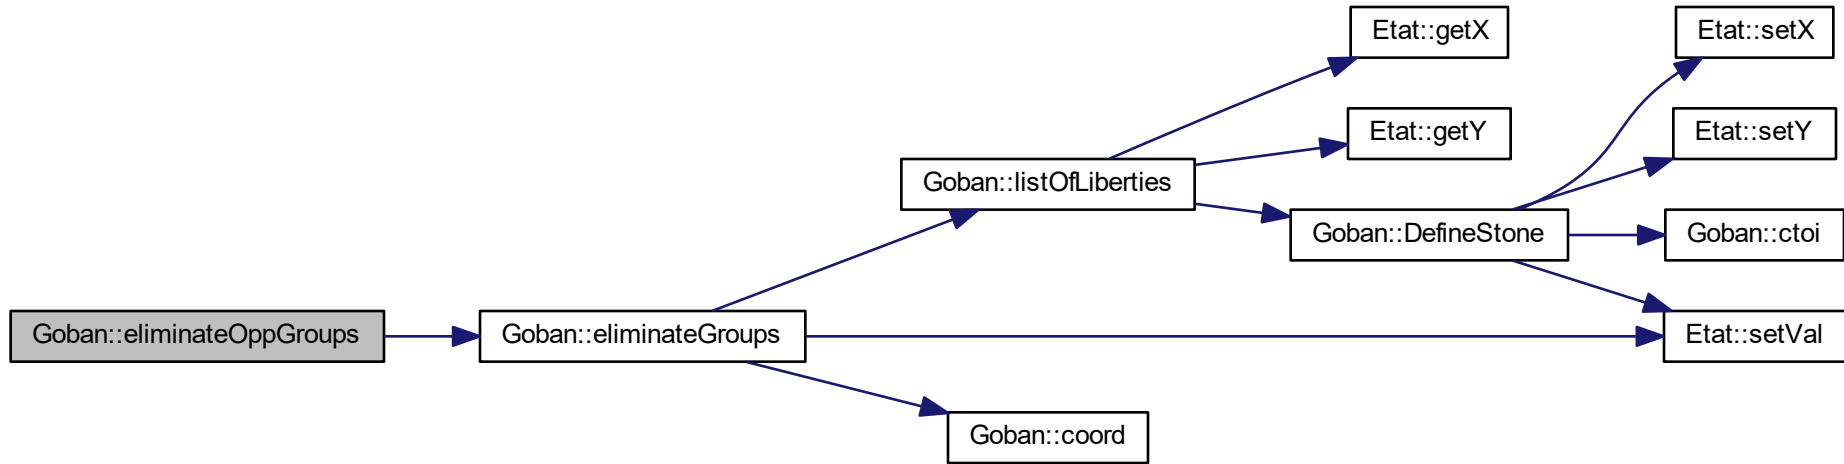 Etat::getX
Etat::setX
Etat::getY
Etat::setY
Goban::listOfLiberties
Goban::DefineStone
Goban::ctoi
Goban::eliminateOppGroups
Goban::eliminateGroups
Etat::setVal
Goban::coord